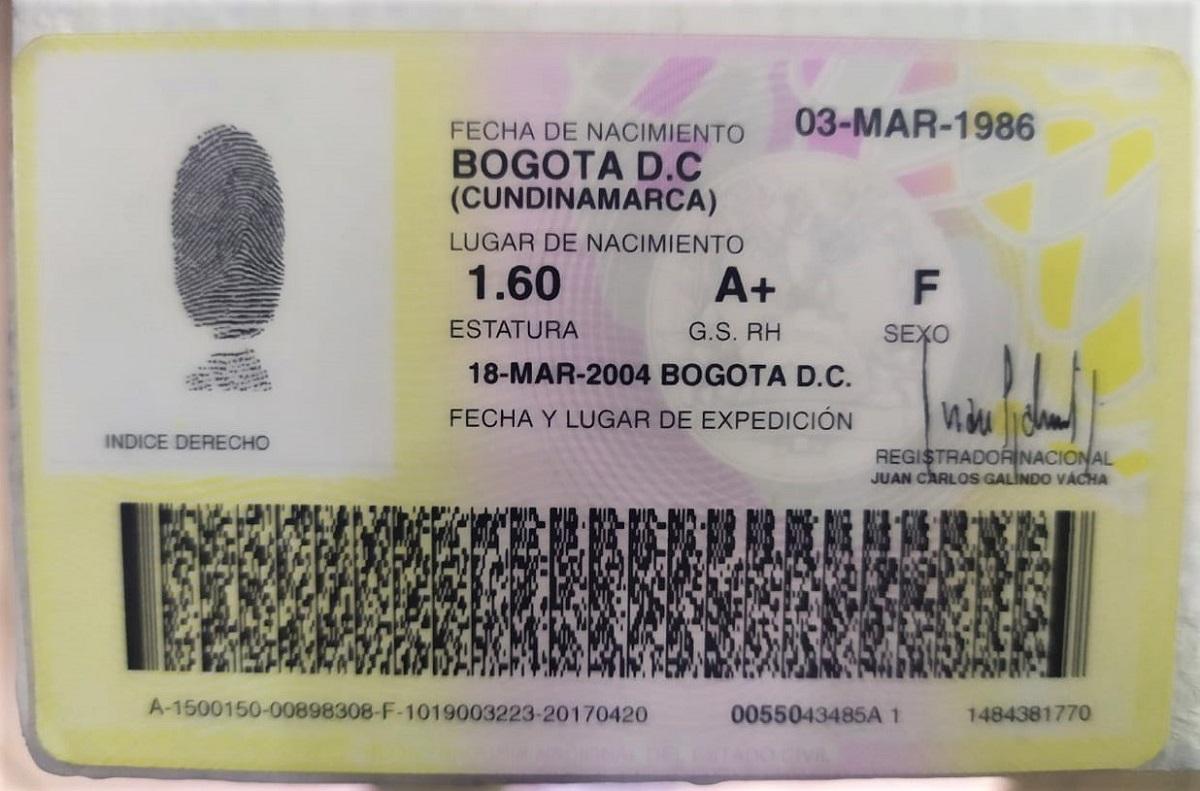 03-MAR-1986
FECHA DE NACIMIENTO
BOGOTA D.C
(CUNDINAMARCA)
LUGAR DE NACIMIENTO
1.60 A+ F
ESTATURA G.S. RH SEXO
18-MAR-2004 BOGOTA D.C.
FECHA Y LUGAR DE EXPEDICIÓN
INDICE DERECHO
REGISTRADOR NACIONAL
JUAN CARLOS GALINDO VÁCHA
A-1500150-00898308-F-1019003223-20170420 0055043485A 1 1484381770